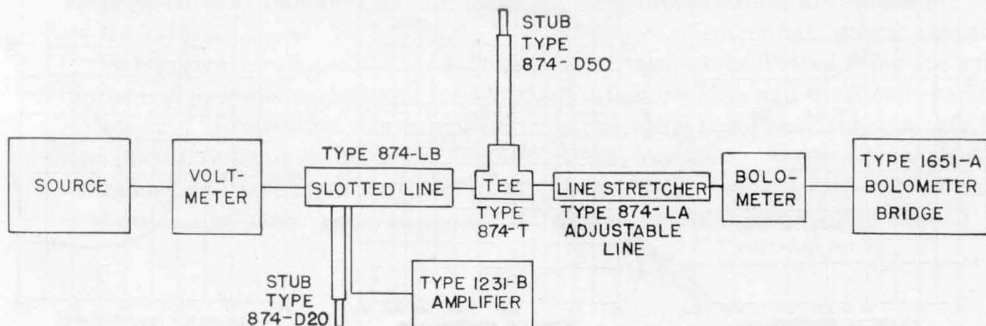 STUB
TYPE
874-D50
TYPE 874-LB
SOURCE
VOLT-
METER
SLOTTED LINE
TEE
LINE STRETCHER
BOLO-
METER
TYPE 1651-A
BOLOMETER
BRIDGE
TYPE
874-T
TYPE 874-LA
ADJUSTABLE
LINE
STUB
TYPE
874-D20
TYPE 1231-B
AMPLIFIER